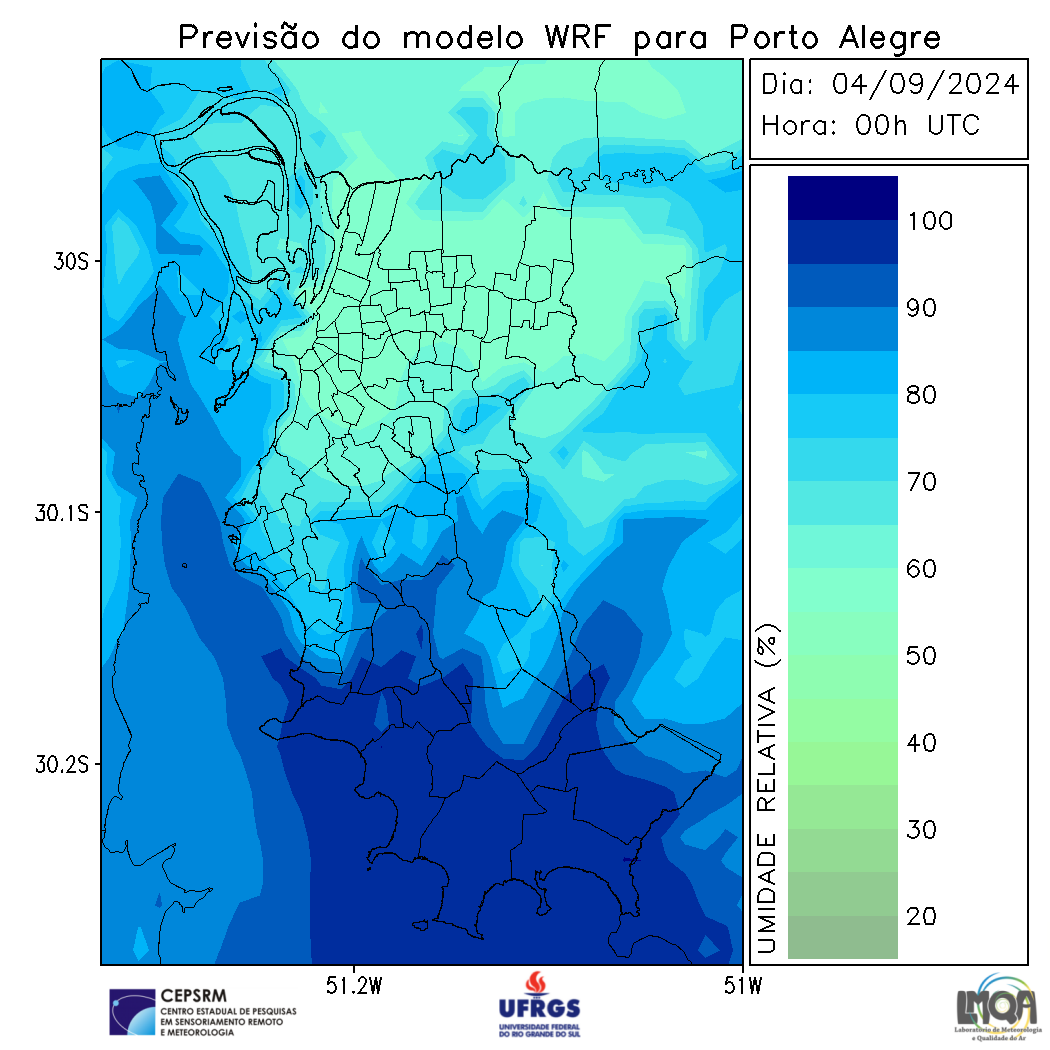 Previsão do modelo WRF para Porto Alegre
Dia: 04/09/2024
Hora: 00h UTC
30S
30.1S
30.2S
51.2W
51W
100
90
80
70
60
50
40
30
20
UMIDADE RELATIVA (%)
CEPSRM
CENTRO ESTADUAL DE PESQUISAS
EM SENSORIAMENTO REMOTO
E METEOROLOGIA
UFRGS
UNIVERSIDADE FEDERAL
DO RIO GRANDE DO SUL
LMQA
Laboratório de Meteorologia
e Qualidade do Ar